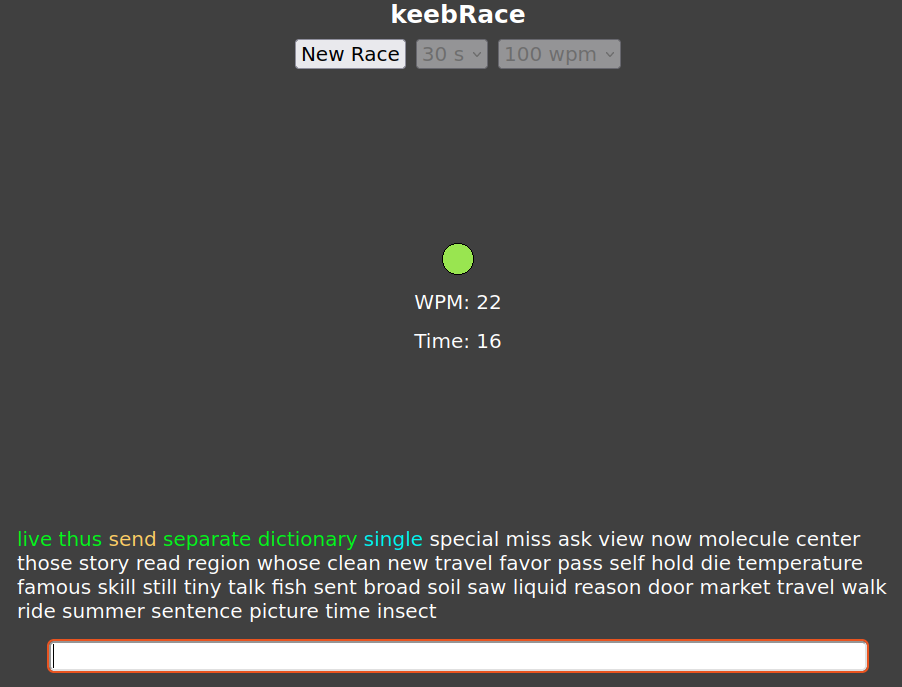 keebRace
New Race 30 s 100 wpm
WPM: 22
Time: 16
live thus send separate dictionary single special miss ask view now molecule center
those story read region whose clean new travel favor pass self hold die temperature
famous skill still tiny talk fish sent broad soil saw liquid reason door market travel walk
ride summer sentence picture time insect